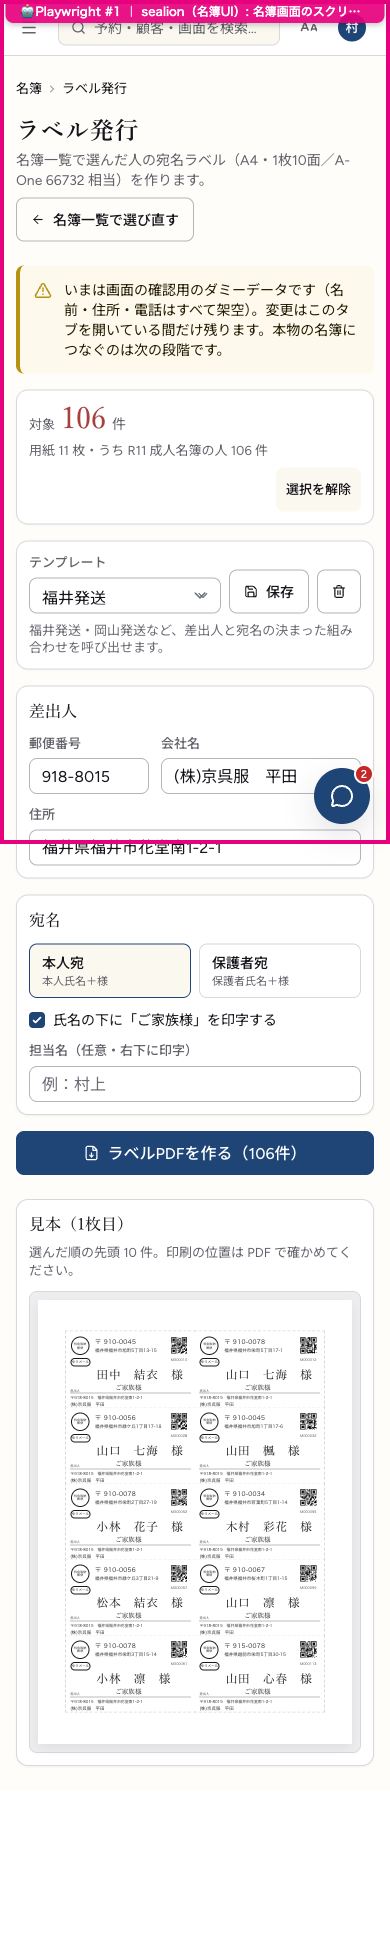 Playwright #1 | sealion（名簿UI）: 名簿画面のスクリ…
予約・顧客・画面を検索…
AA
村
名簿 > ラベル発行
ラベル発行
名簿一覧で選んだ人の宛名ラベル（A4・1枚10面／A-
One 66732 相当）を作ります。
← 名簿一覧で選び直す
いまは画面の確認用のダミーデータです（名
前・住所・電話はすべて架空）。変更はこのタ
ブを開いている間だけ残ります。本物の名簿に
つなぐのは次の段階です。
対象 106 件
用紙 11 枚・うち R11 成人名簿の人 106 件
選択を解除
テンプレート
福井発送
保存
福井発送・岡山発送など、差出人と宛名の決まった組み
合わせを呼び出せます。
差出人
郵便番号 会社名
918-8015 (株)京呉服　平田
2
住所
福井県福井市花堂南1-2-1
宛名
本人宛 保護者宛
本人氏名＋様 保護者氏名＋様
氏名の下に「ご家族様」を印字する
担当名（任意・右下に印字）
例：村上
ラベルPDFを作る（106件）
見本（1枚目）
選んだ順の先頭 10 件。印刷の位置は PDF で確かめてく
ださい。
〒 910-0045 〒 910-0078
田中　結衣　様 山口　七海　様
ご家族様 ご家族様
〒 910-0056 〒 910-0045
山口　七海　様 山田　楓　様
ご家族様 ご家族様
〒 910-0078 〒 910-0034
小林　花子　様 木村　彩花　様
ご家族様 ご家族様
〒 910-0056 〒 910-0067
松本　結衣　様 山口　凛　様
ご家族様 ご家族様
〒 910-0078 〒 915-0078
小林　凛　様 山田　心春　様
ご家族様 ご家族様